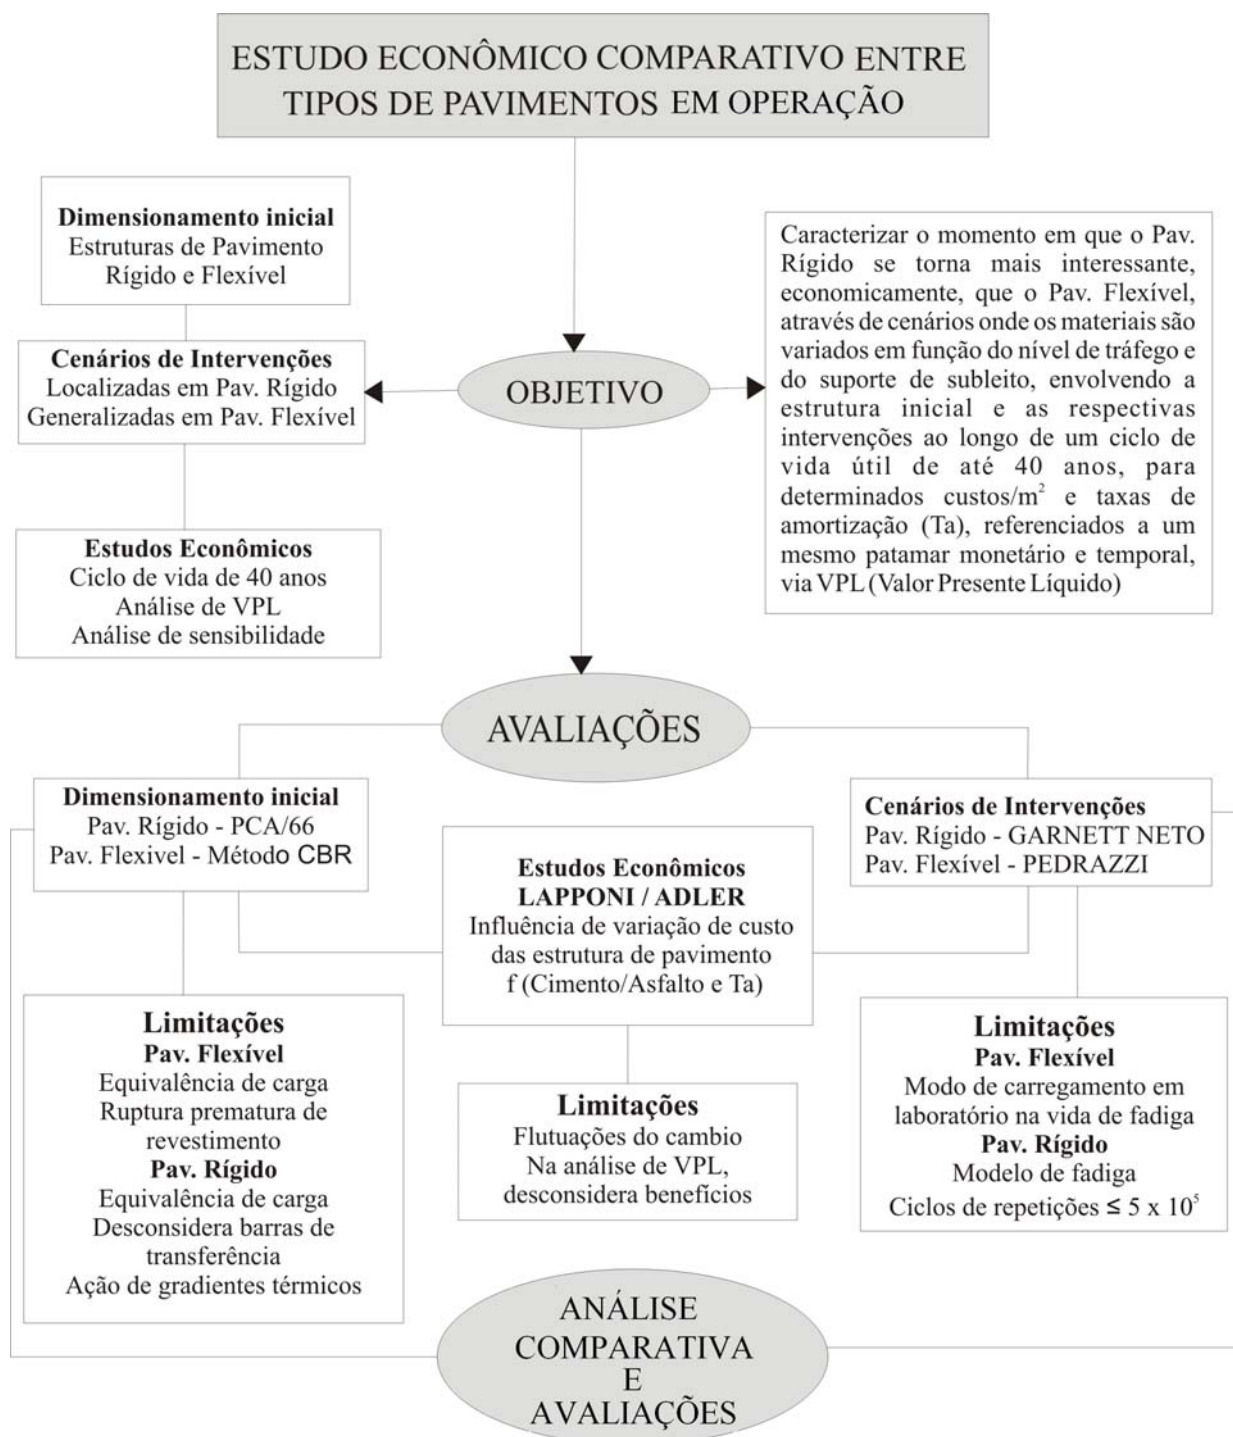 ESTUDO ECONÔMICO COMPARATIVO ENTRE
TIPOS DE PAVIMENTOS EM OPERAÇÃO
Dimensionamento inicial
Estruturas de Pavimento
Rígido e Flexível
Cenários de Intervenções
Localizadas em Pav. Rígido
Generalizadas em Pav. Flexível
Estudos Econômicos
Ciclo de vida de 40 anos
Análise de VPL
Análise de sensibilidade
OBJETIVO
Caracterizar o momento em que o Pav.
Rígido se torna mais interessante,
economicamente, que o Pav. Flexível,
através de cenários onde os materiais são
variados em função do nível de tráfego e
do suporte de subleito, envolvendo a
estrutura inicial e as respectivas
intervenções ao longo de um ciclo de
vida útil de até 40 anos, para
determinados custos/m² e taxas de
amortização (Ta), referenciados a um
mesmo patamar monetário e temporal,
via VPL (Valor Presente Líquido)
AVALIAÇÕES
Dimensionamento inicial
Pav. Rígido - PCA/66
Pav. Flexivel - Método CBR
Estudos Econômicos
LAPPONI / ADLER
Influência de variação de custo
das estrutura de pavimento
f (Cimento/Asfalto e Ta)
Cenários de Intervenções
Pav. Rígido - GARNETT NETO
Pav. Flexível - PEDRAZZI
Limitações
Pav. Flexível
Equivalência de carga
Ruptura prematura de
revestimento
Pav. Rígido
Equivalência de carga
Desconsidera barras de
transferência
Ação de gradientes térmicos
Limitações
Flutuações do cambio
Na análise de VPL,
desconsidera benefícios
Limitações
Pav. Flexível
Modo de carregamento em
laboratório na vida de fadiga
Pav. Rígido
Modelo de fadiga
Ciclos de repetições ≤ 5 x 10⁵
ANÁLISE
COMPARATIVA
E
AVALIAÇÕES